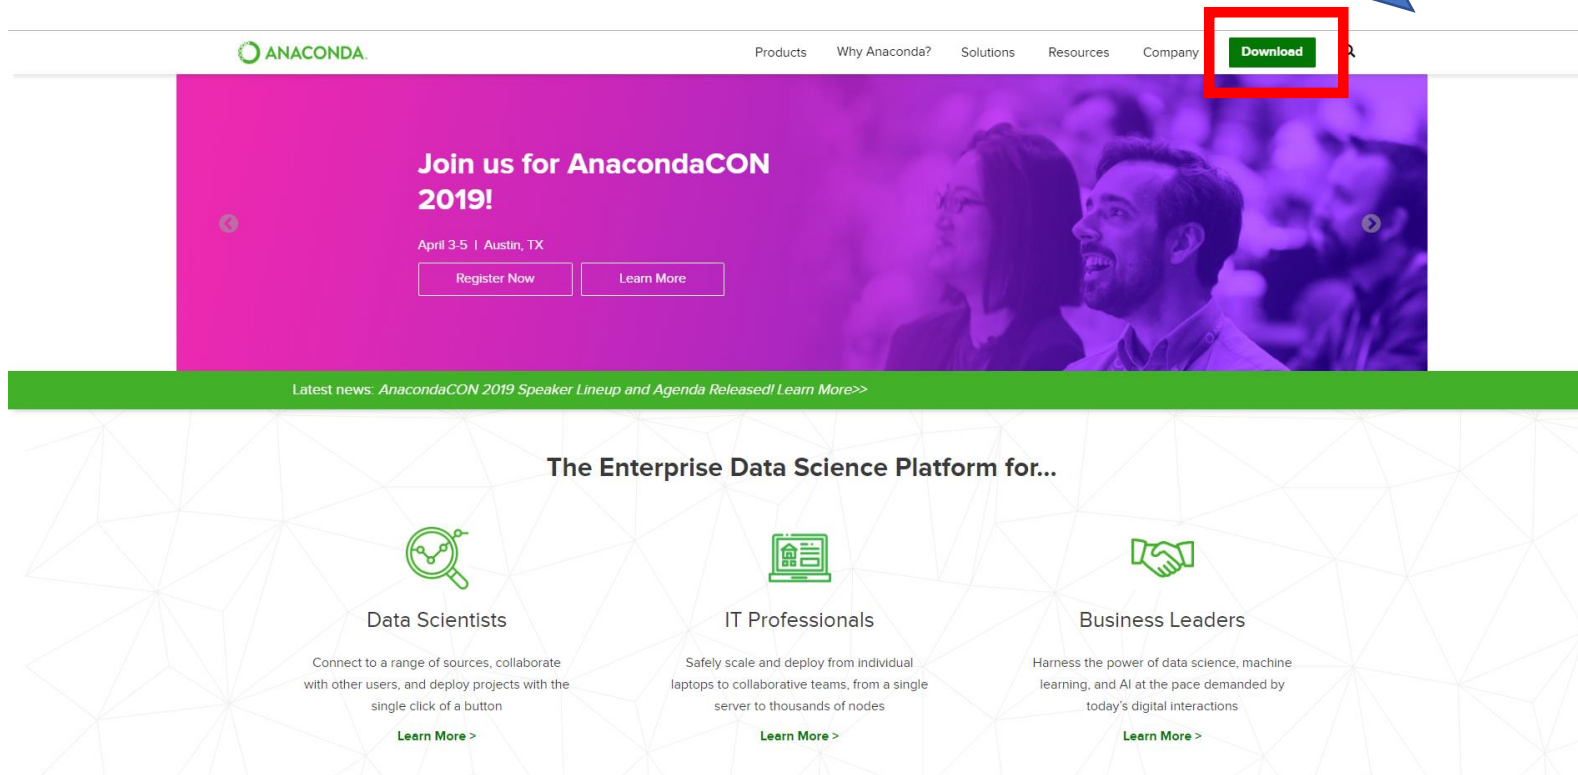 ANACONDA.
Products Why Anaconda? Solutions Resources Company Download
Join us for AnacondaCON
2019!
April 3-5 | Austin, TX
Register Now Learn More
Latest news: AnacondaCON 2019 Speaker Lineup and Agenda Released! Learn More>>
The Enterprise Data Science Platform for...
Data Scientists
Connect to a range of sources, collaborate
with other users, and deploy projects with the
single click of a button
Learn More >
IT Professionals
Safely scale and deploy from individual
laptops to collaborative teams, from a single
server to thousands of nodes
Learn More >
Business Leaders
Harness the power of data science, machine
learning, and AI at the pace demanded by
today's digital interactions
Learn More >